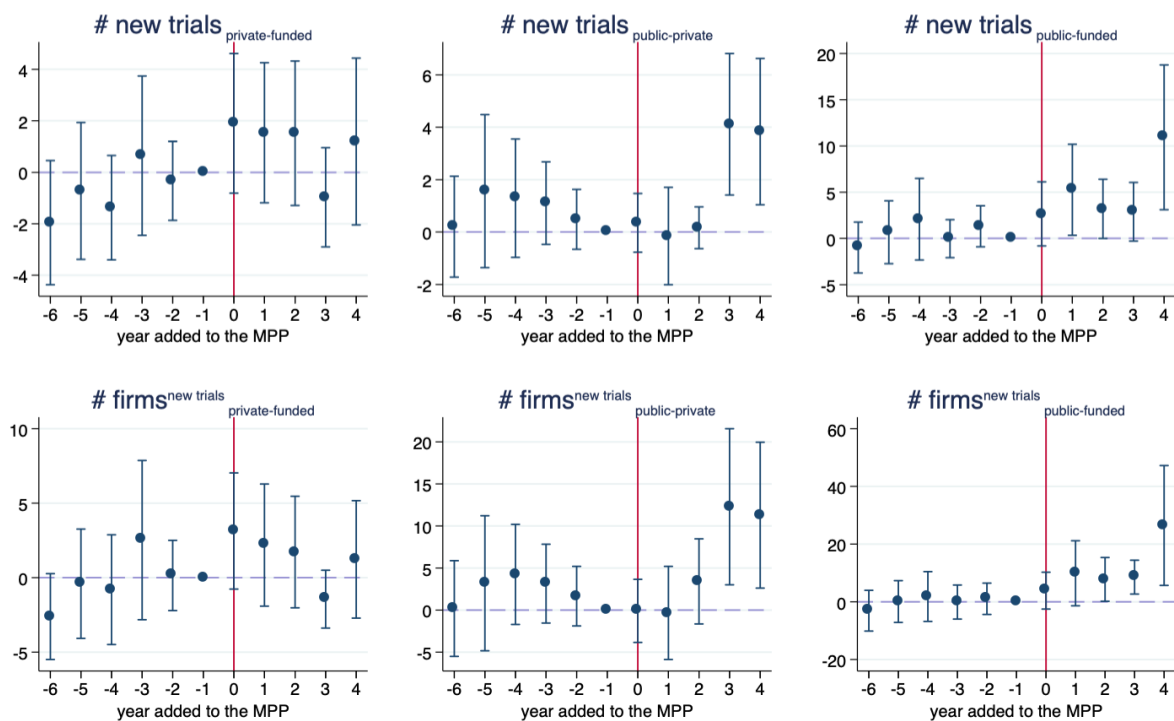 # new trials private-funded
4
2
0
-2
-4
-6 -5 -4 -3 -2 -1 0 1 2 3 4
year added to the MPP
# new trials public-private
6
4
2
0
-2
-6 -5 -4 -3 -2 -1 0 1 2 3 4
year added to the MPP
# new trials public-funded
20
15
10
5
0
-5
-6 -5 -4 -3 -2 -1 0 1 2 3 4
year added to the MPP
# firms new trials private-funded
10
5
0
-5
-6 -5 -4 -3 -2 -1 0 1 2 3 4
year added to the MPP
# firms new trials public-private
20
15
10
5
0
-5
-6 -5 -4 -3 -2 -1 0 1 2 3 4
year added to the MPP
# firms new trials public-funded
60
40
20
0
-20
-6 -5 -4 -3 -2 -1 0 1 2 3 4
year added to the MPP